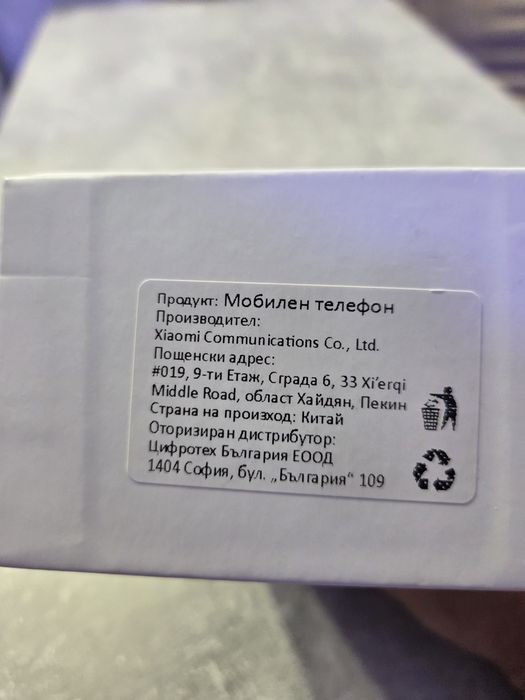 Продукт: Мобилен телефон
Производител:
Xiaomi Communications Co., Ltd.
Пощенски адрес:
#019, 9-ти Етаж, Сграда 6, 33 Xi'erqi
Middle Road, област Хайдян, Пекин
Страна на произход: Китай
Оторизиран дистрибутор:
Цифротех България ЕООД
1404 София, бул. „България“ 109